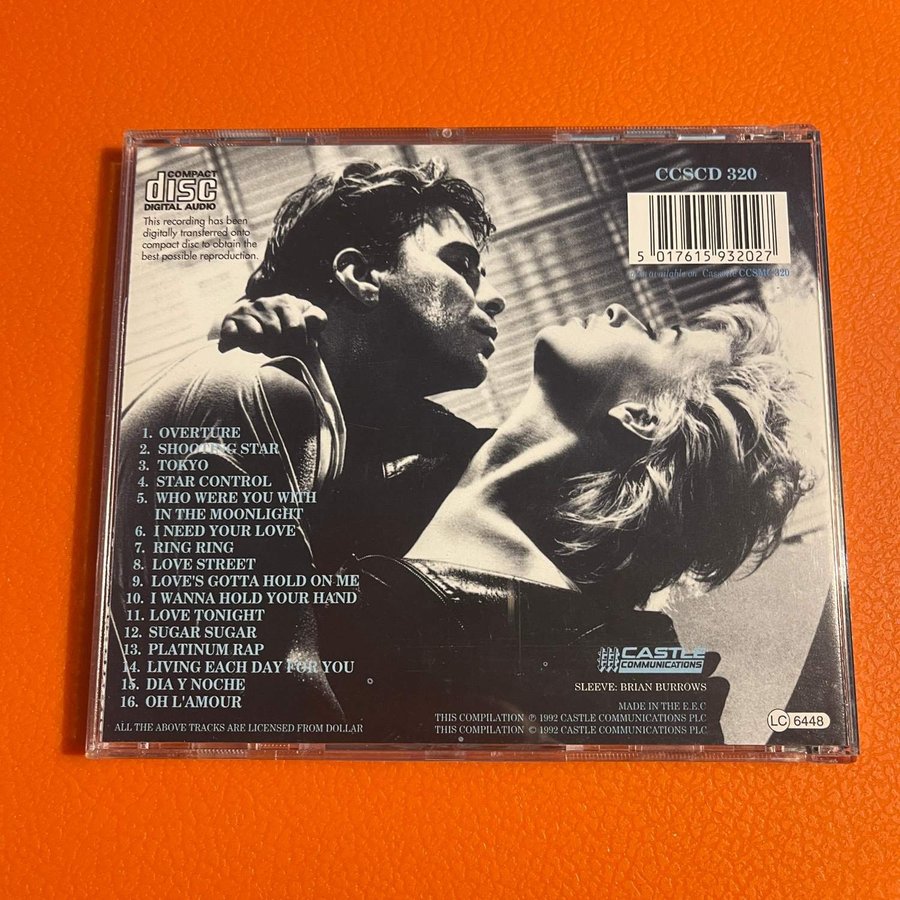 COMPACT
disc
DIGITAL AUDIO
This recording has been
digitally transferred onto
compact disc to obtain the
best possible reproduction.
CCSCD 320
5 017615 932027
Also available on Cassette CCSMC 320
1. OVERTURE
2. SHOOTING STAR
3. TOKYO
4. STAR CONTROL
5. WHO WERE YOU WITH
IN THE MOONLIGHT
6. I NEED YOUR LOVE
7. RING RING
8. LOVE STREET
9. LOVE'S GOTTA HOLD ON ME
10. I WANNA HOLD YOUR HAND
11. LOVE TONIGHT
12. SUGAR SUGAR
13. PLATINUM RAP
14. LIVING EACH DAY FOR YOU
15. DIA Y NOCHE
16. OH L'AMOUR
ALL THE ABOVE TRACKS ARE LICENSED FROM DOLLAR
CASTLE
COMMUNICATIONS
SLEEVE: BRIAN BURROWS
MADE IN THE E.E.C
THIS COMPILATION ℗ 1992 CASTLE COMMUNICATIONS PLC
THIS COMPILATION © 1992 CASTLE COMMUNICATIONS PLC
LC 6448